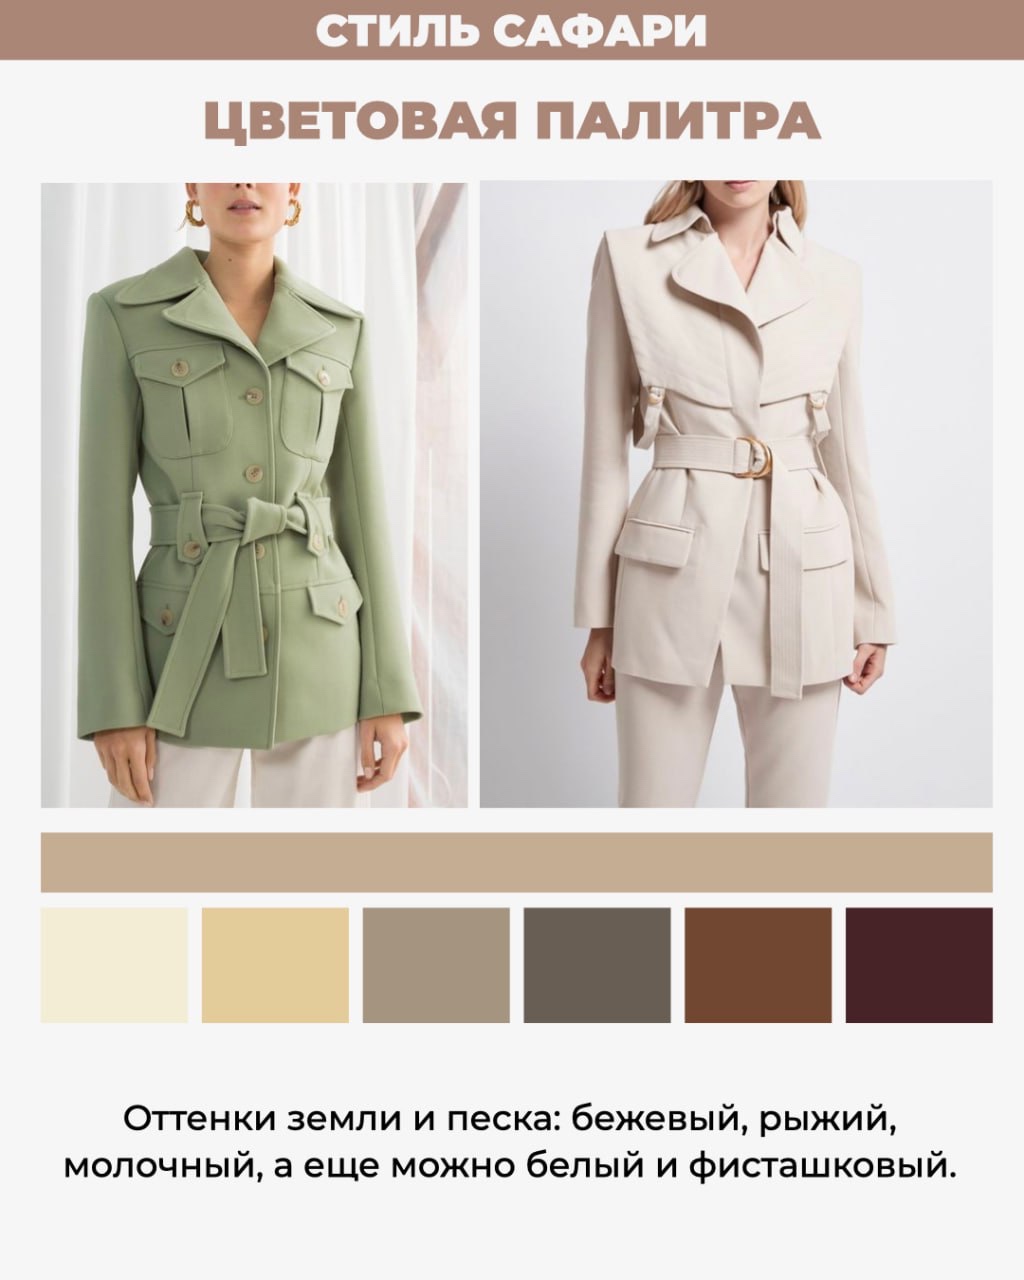 СТИЛЬ САФАРИ
ЦВЕТОВАЯ ПАЛИТРА
Оттенки земли и песка: бежевый, рыжий,
молочный, а еще можно белый и фисташковый.